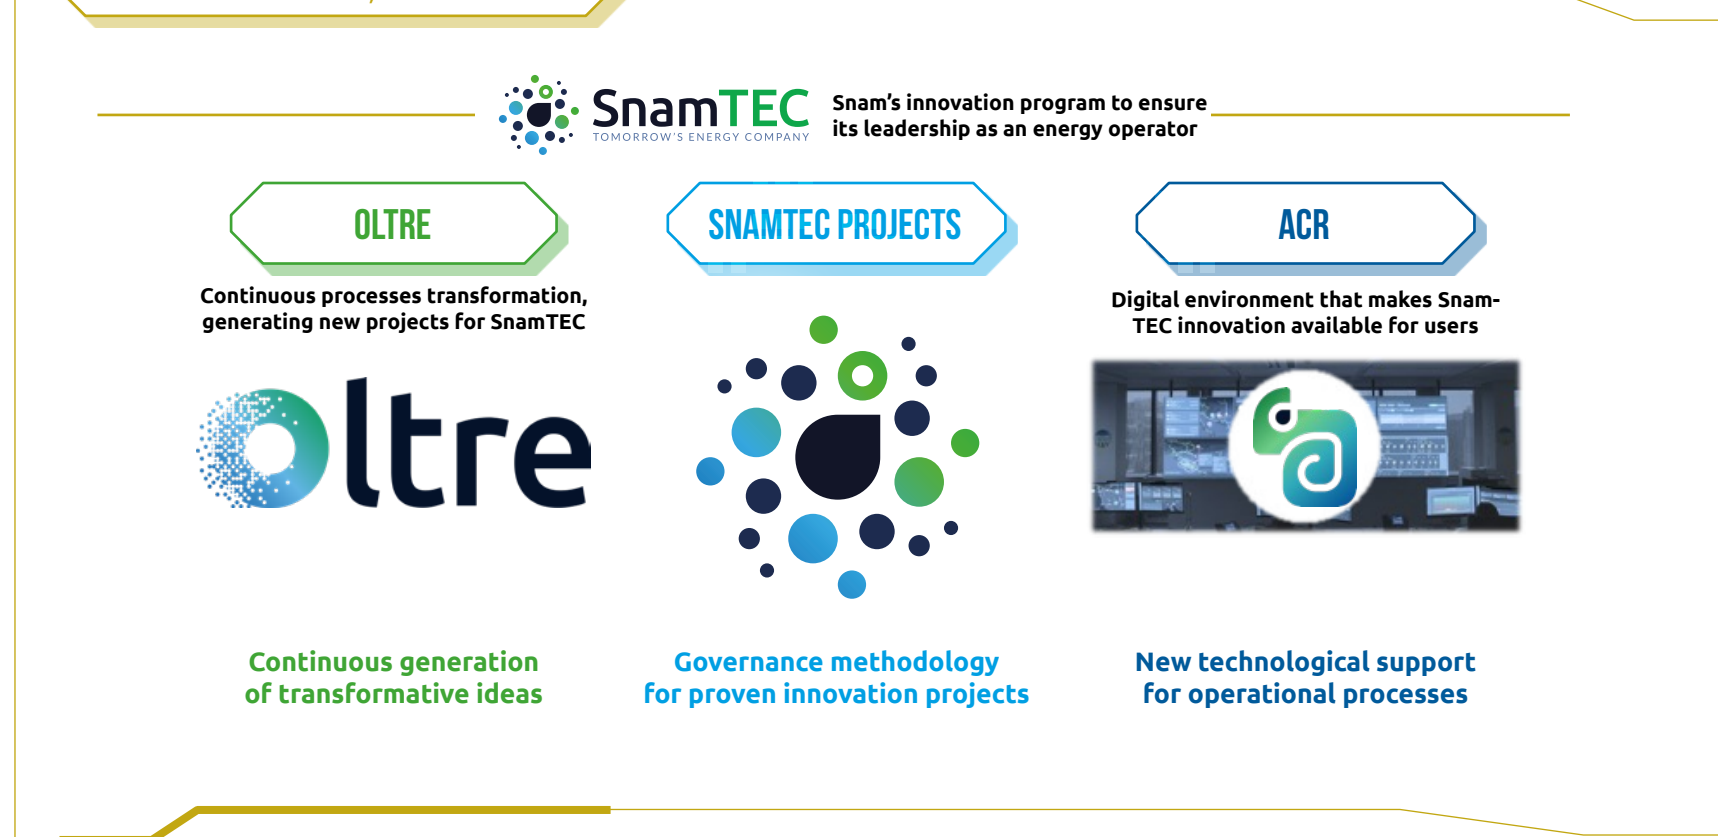 SnamTEC
TOMORROW'S ENERGY COMPANY
Snam’s innovation program to ensure
its leadership as an energy operator
OLTRE
SNAMTEC PROJECTS
ACR
Continuous processes transformation,
generating new projects for SnamTEC
Digital environment that makes Snam-
TEC innovation available for users
Oltre
Continuous generation
of transformative ideas
Governance methodology
for proven innovation projects
New technological support
for operational processes